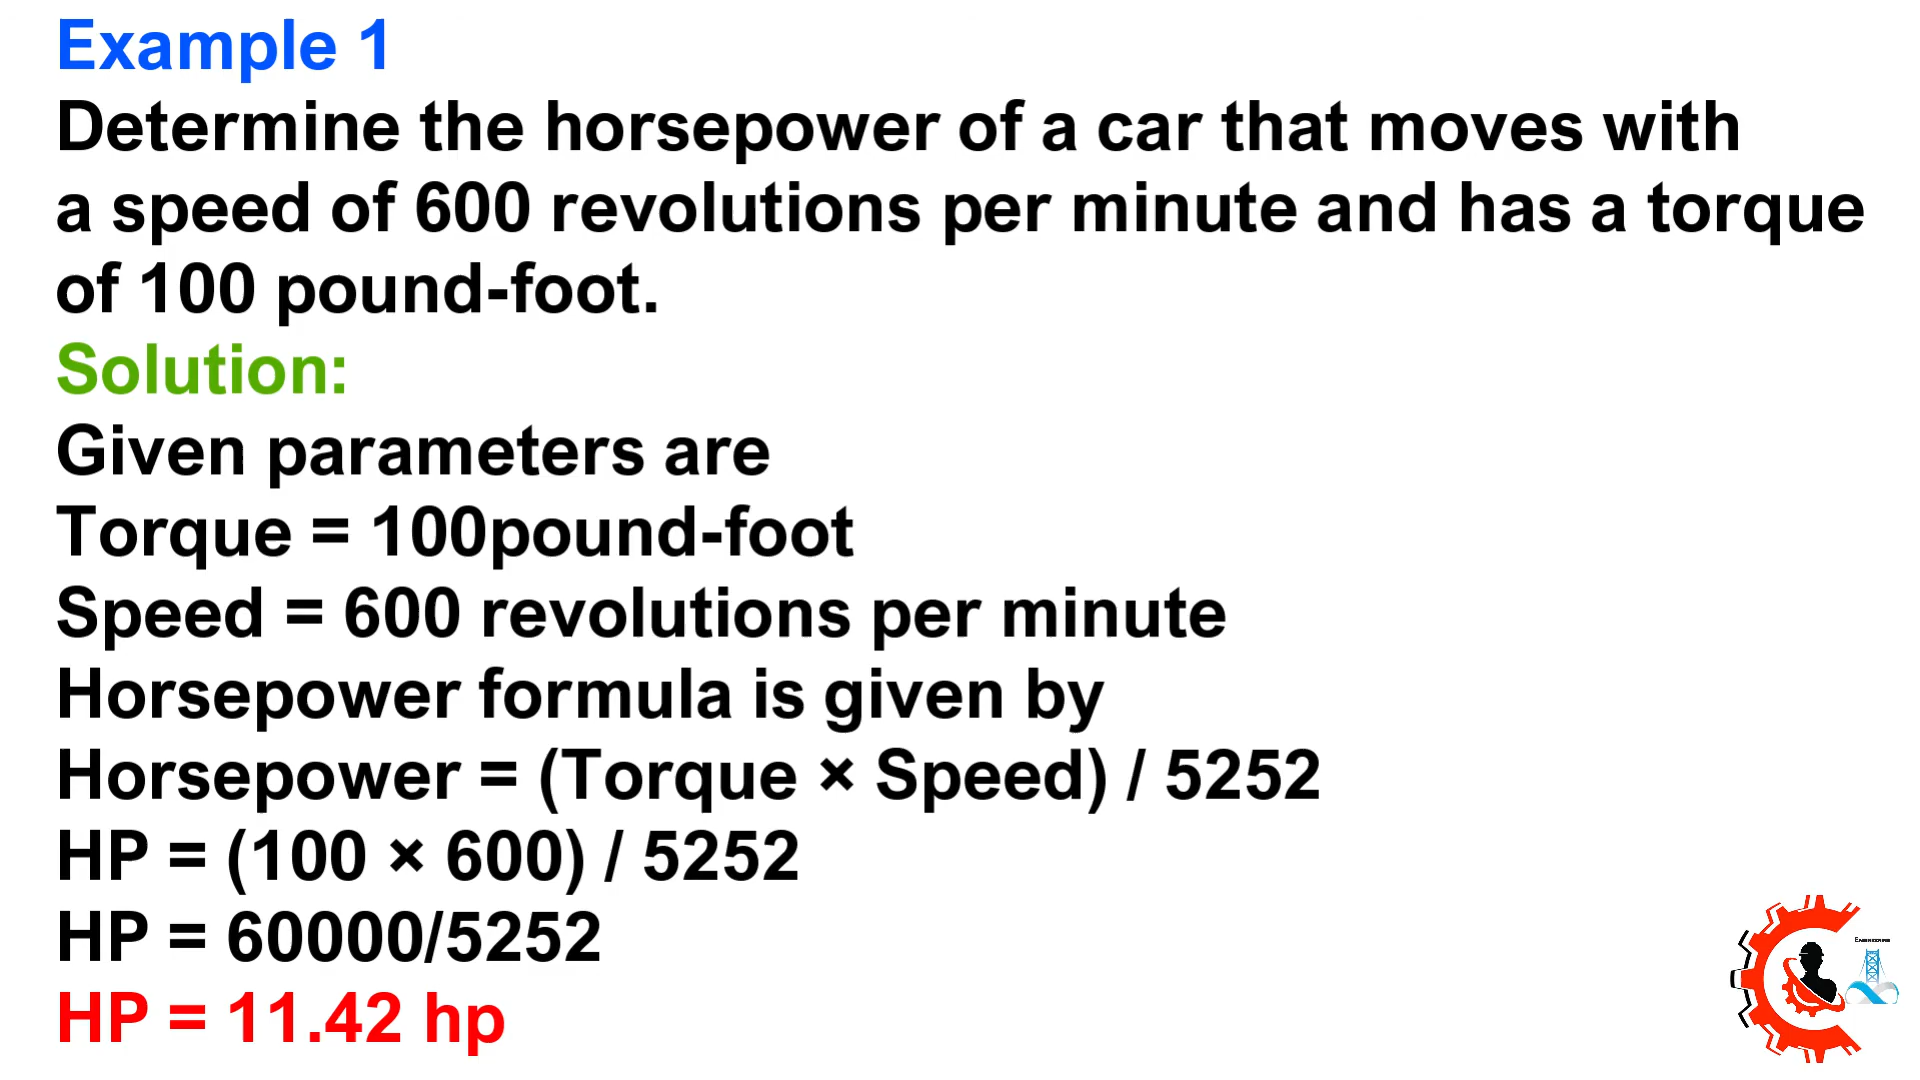 Example 1
Determine the horsepower of a car that moves with
a speed of 600 revolutions per minute and has a torque
of 100 pound-foot.
Solution:
Given parameters are
Torque = 100pound-foot
Speed = 600 revolutions per minute
Horsepower formula is given by
Horsepower = (Torque × Speed) / 5252
HP = (100 × 600) / 5252
HP = 60000/5252
HP = 11.42 hp
Engineering